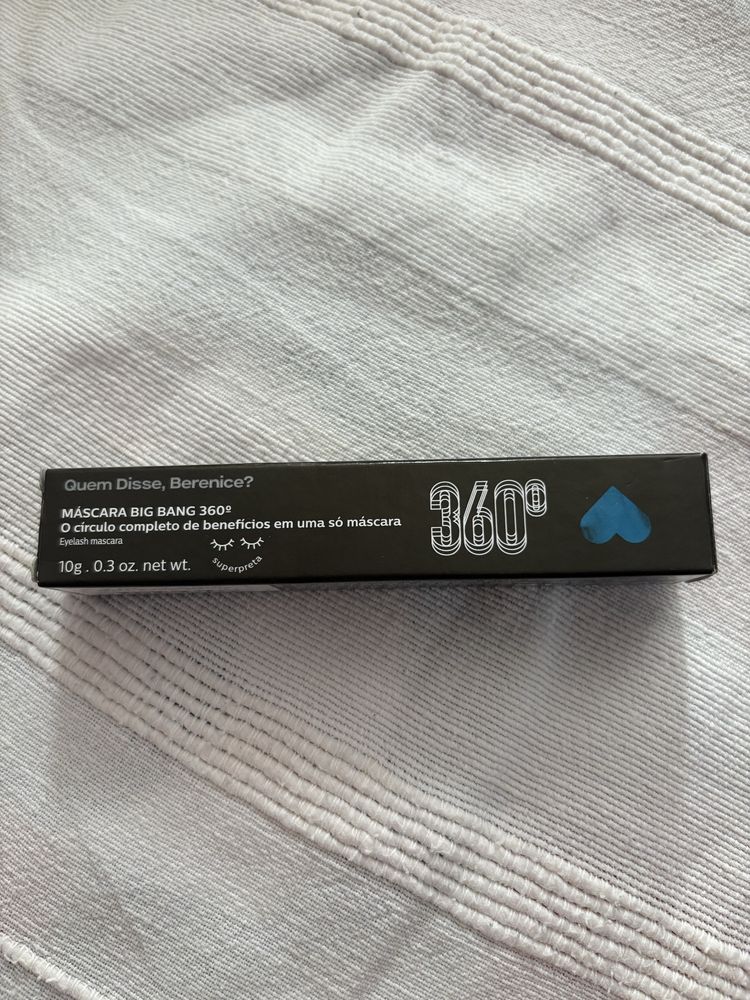 Quem Disse, Berenice?
MÁSCARA BIG BANG 360º
O círculo completo de benefícios em uma só máscara
Eyelash mascara
10g . 0.3 oz. net wt.
superpreta
360º